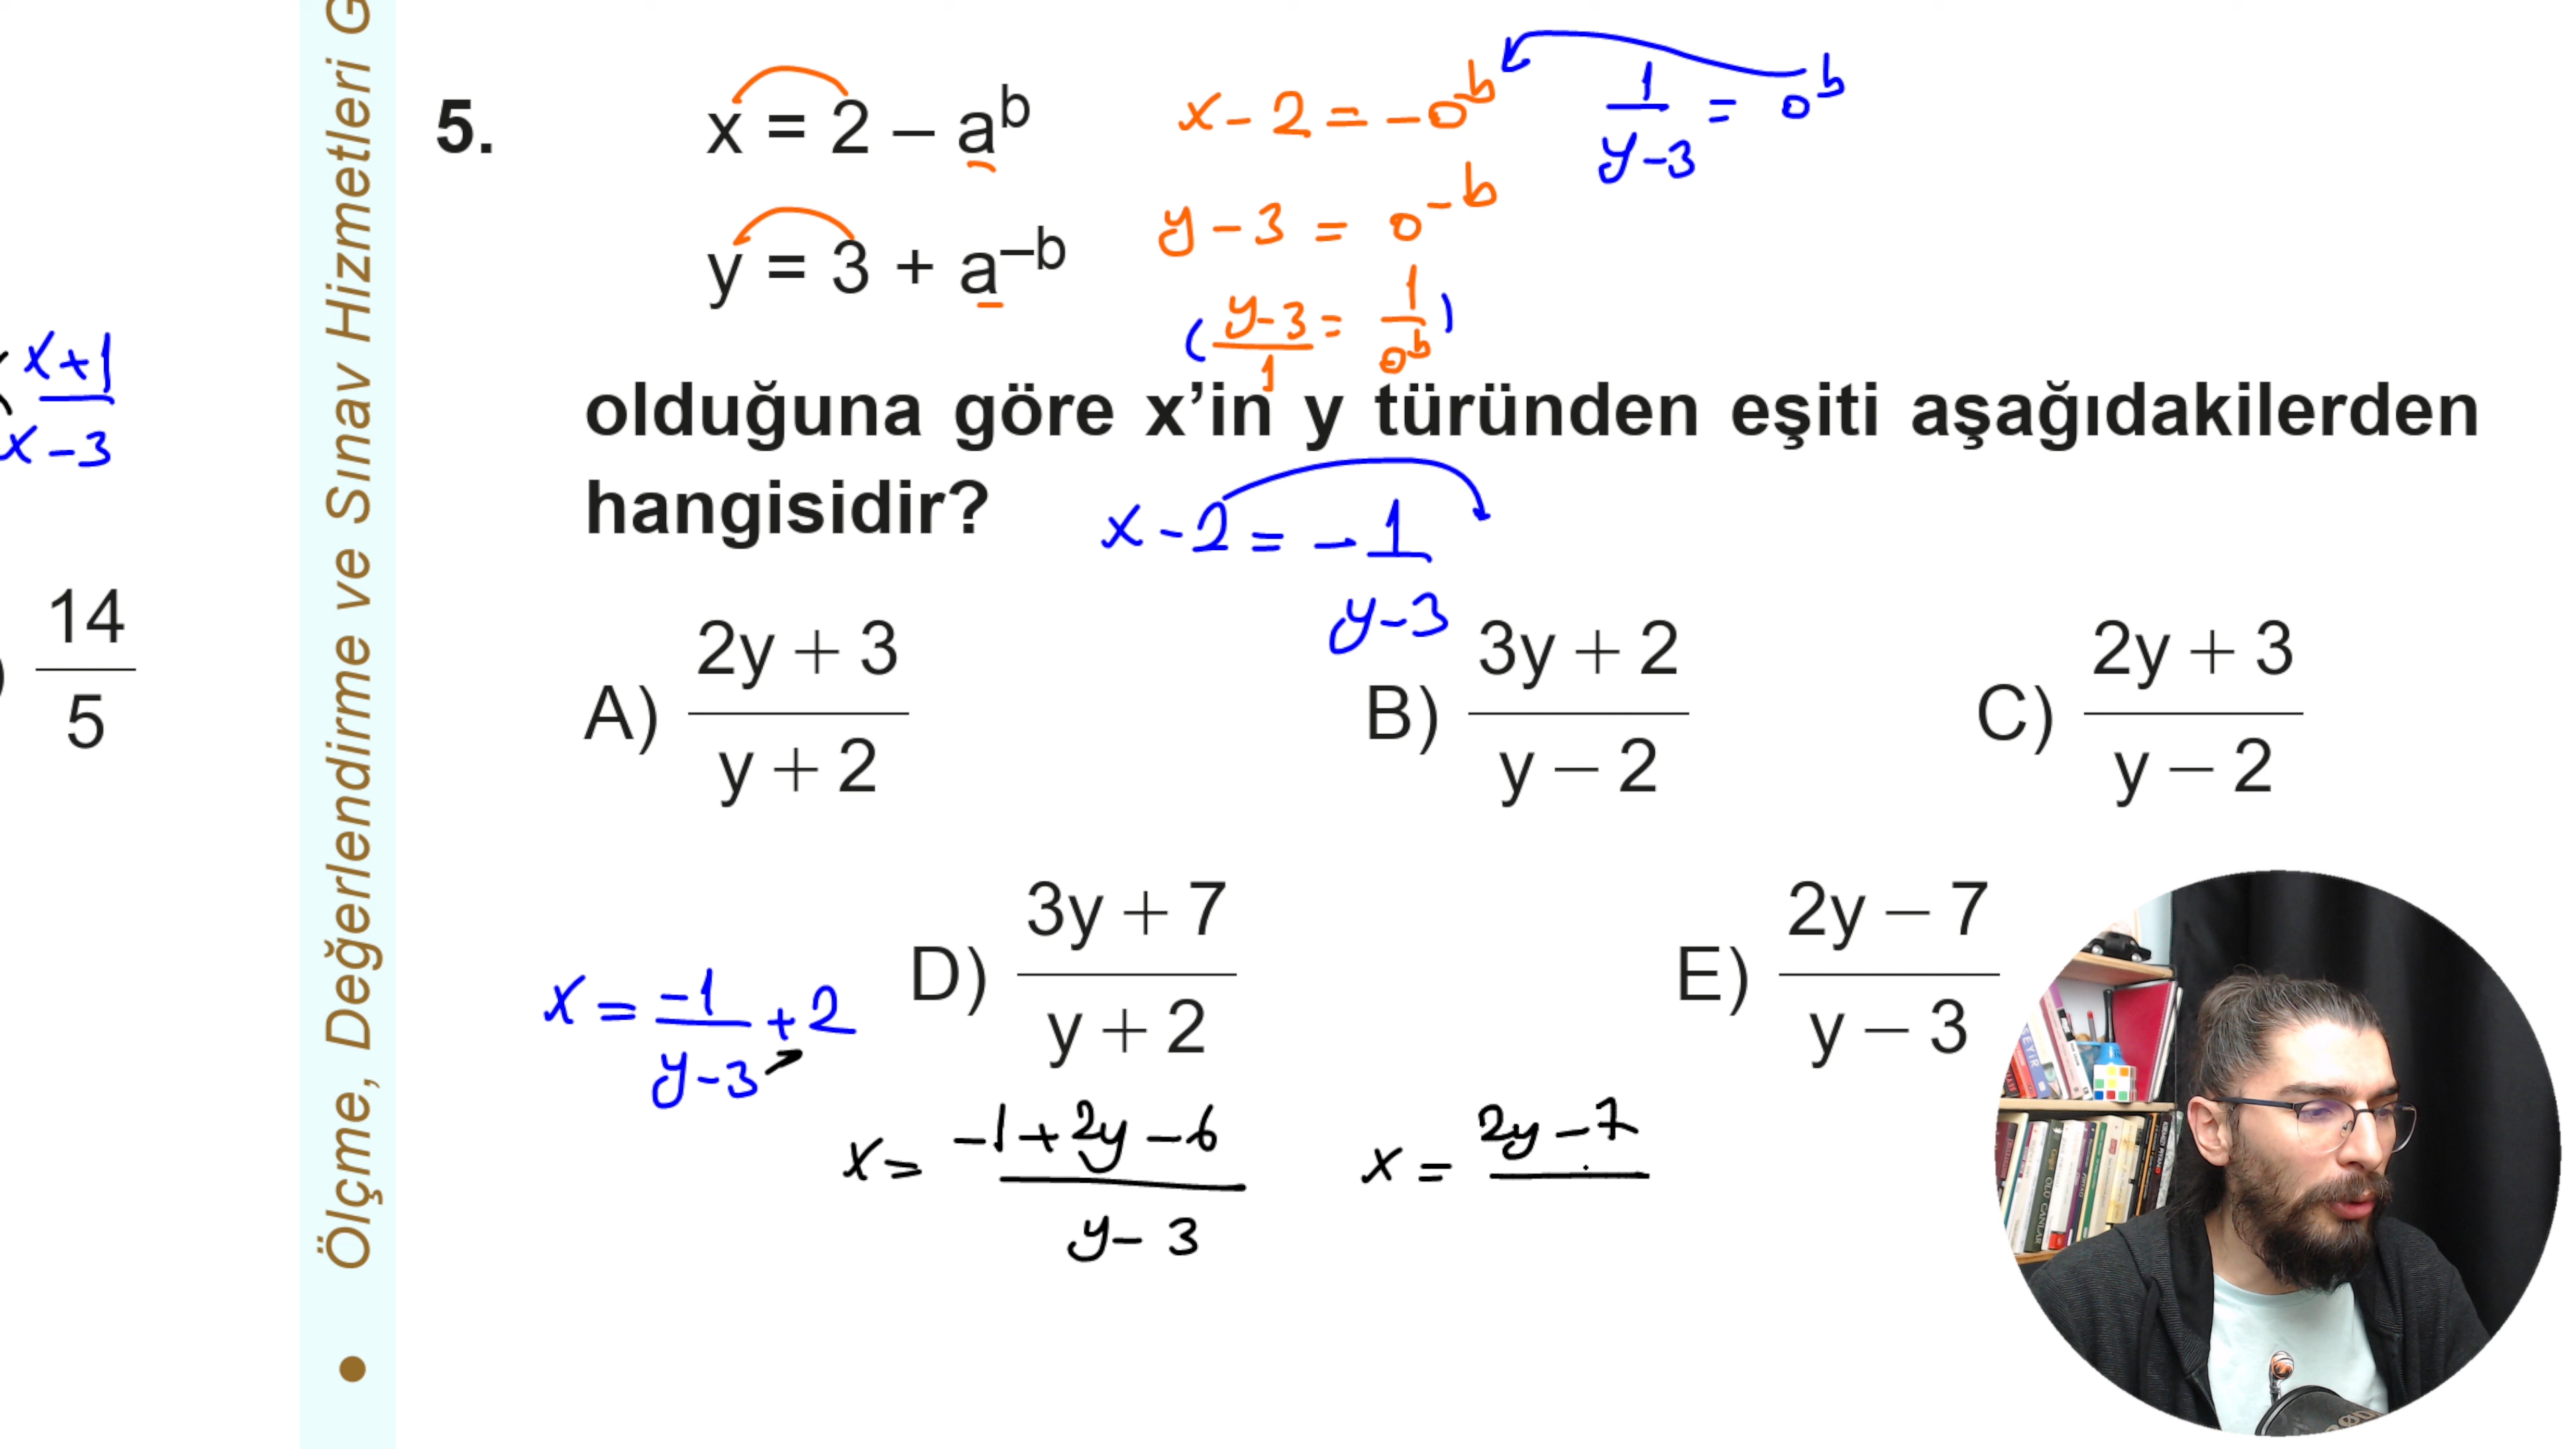 Ölçme, Değerlendirme ve Sınav Hizmetleri G
x+1
x-3
14
5
5.
x = 2 – a^b
y = 3 + a^–b
x-2 = -a^b
y-3 = a^-b
(y-3 = 1)
1 a^b
1 = a^b
y-3
olduğuna göre x’in y türünden eşiti aşağıdakilerden
hangisidir?
x-2 = -1
y-3
A) 2y + 3
y + 2
B) 3y + 2
y – 2
C) 2y + 3
y – 2
D) 3y + 7
y + 2
E) 2y – 7
y – 3
x = -1 + 2
y-3
x = -1+2y-6
y-3
x = 2y-7